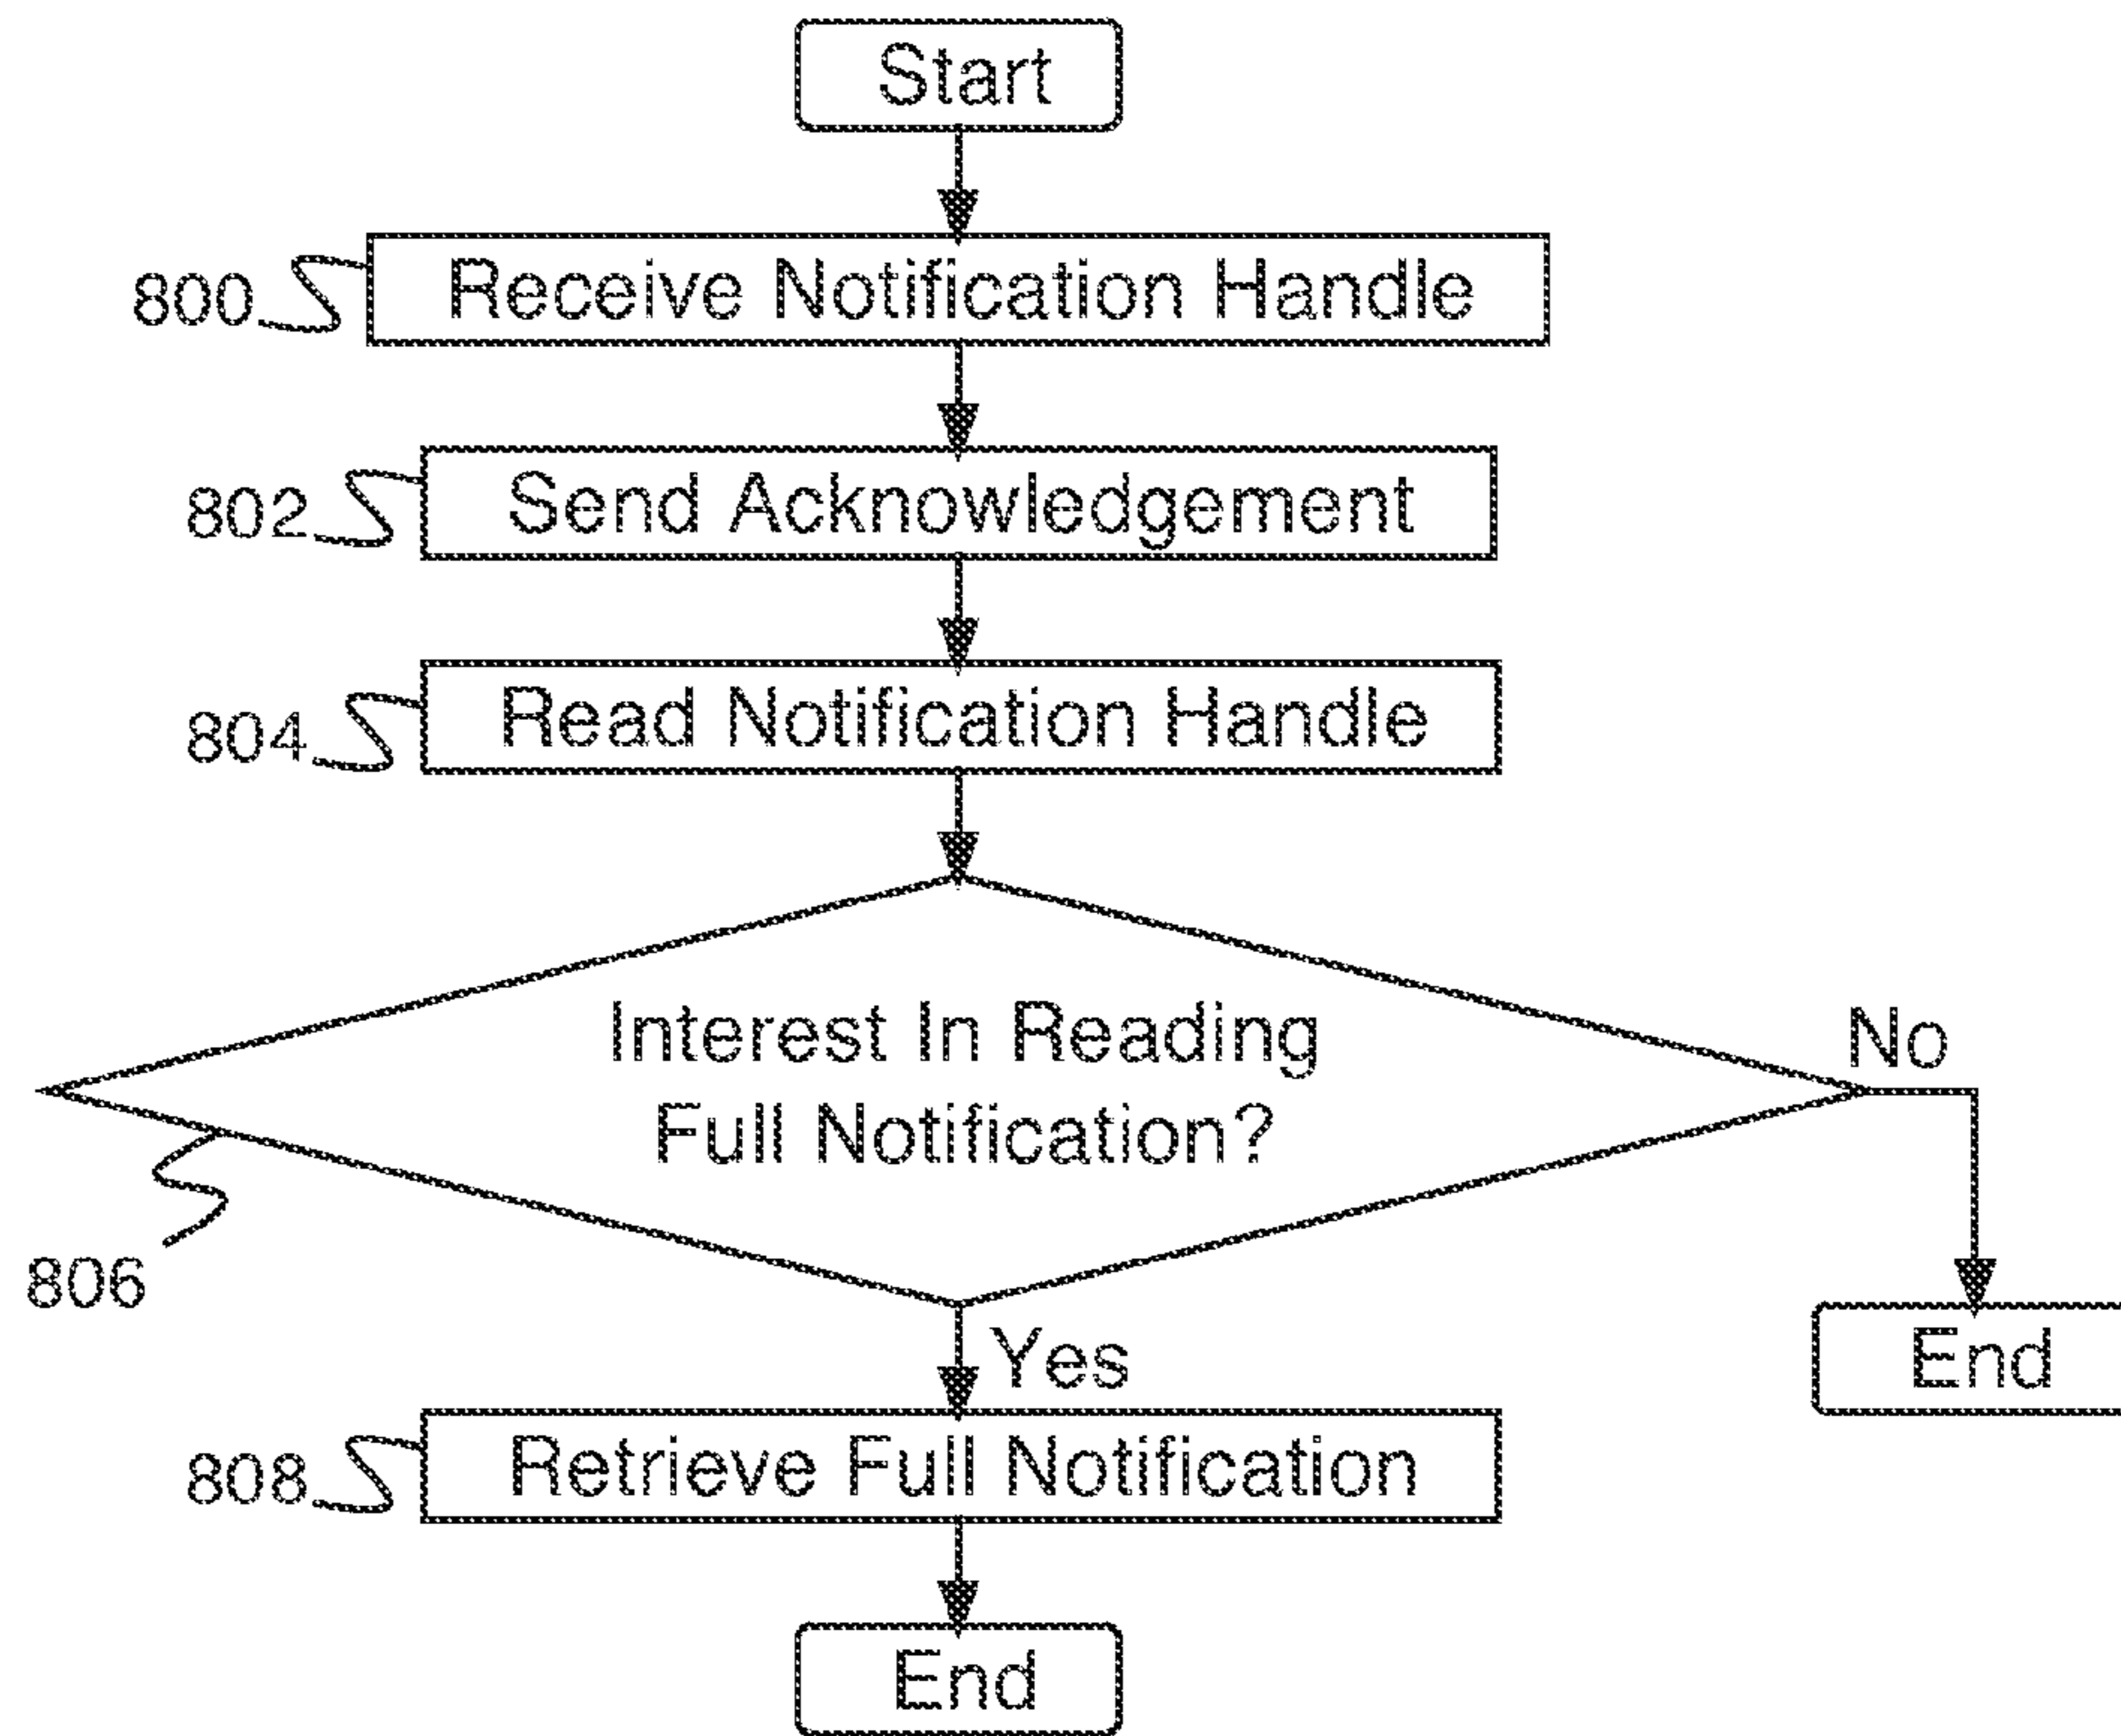 Start
800
Receive Notification Handle
802
Send Acknowledgement
804
Read Notification Handle
Interest In Reading
Full Notification?
No
806
Yes
End
808
Retrieve Full Notification
End